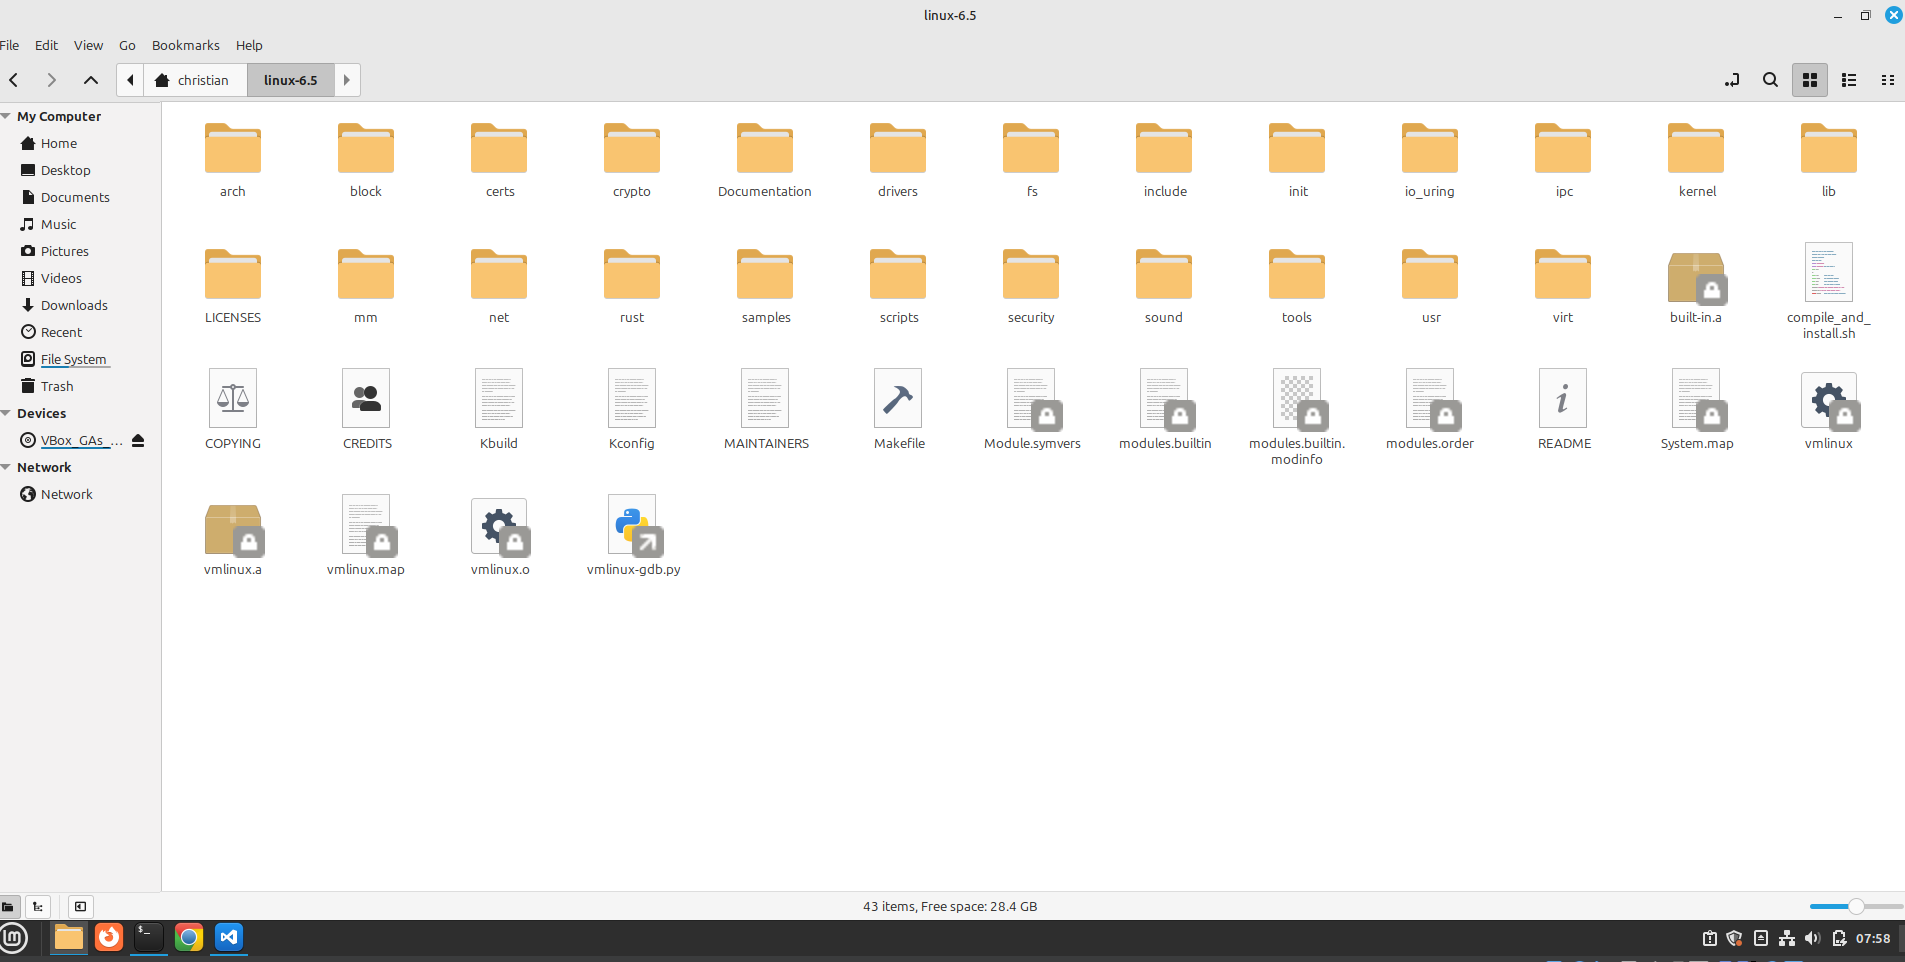 linux-6.5
File Edit View Go Bookmarks Help
christian linux-6.5
My Computer
Home
Desktop
Documents
Music
Pictures
Videos
Downloads
Recent
File System
Trash
Devices
VBox_GAs_...
Network
Network
arch block certs crypto Documentation drivers fs include init io_uring ipc kernel lib
LICENSES mm net rust samples scripts security sound tools usr virt built-in.a compile_and_
install.sh
COPYING CREDITS Kbuild Kconfig MAINTAINERS Makefile Module.symvers modules.builtin modules.builtin. modules.order README System.map vmlinux
modinfo
vmlinux.a vmlinux.map vmlinux.o vmlinux-gdb.py
43 items, Free space: 28.4 GB
07:58